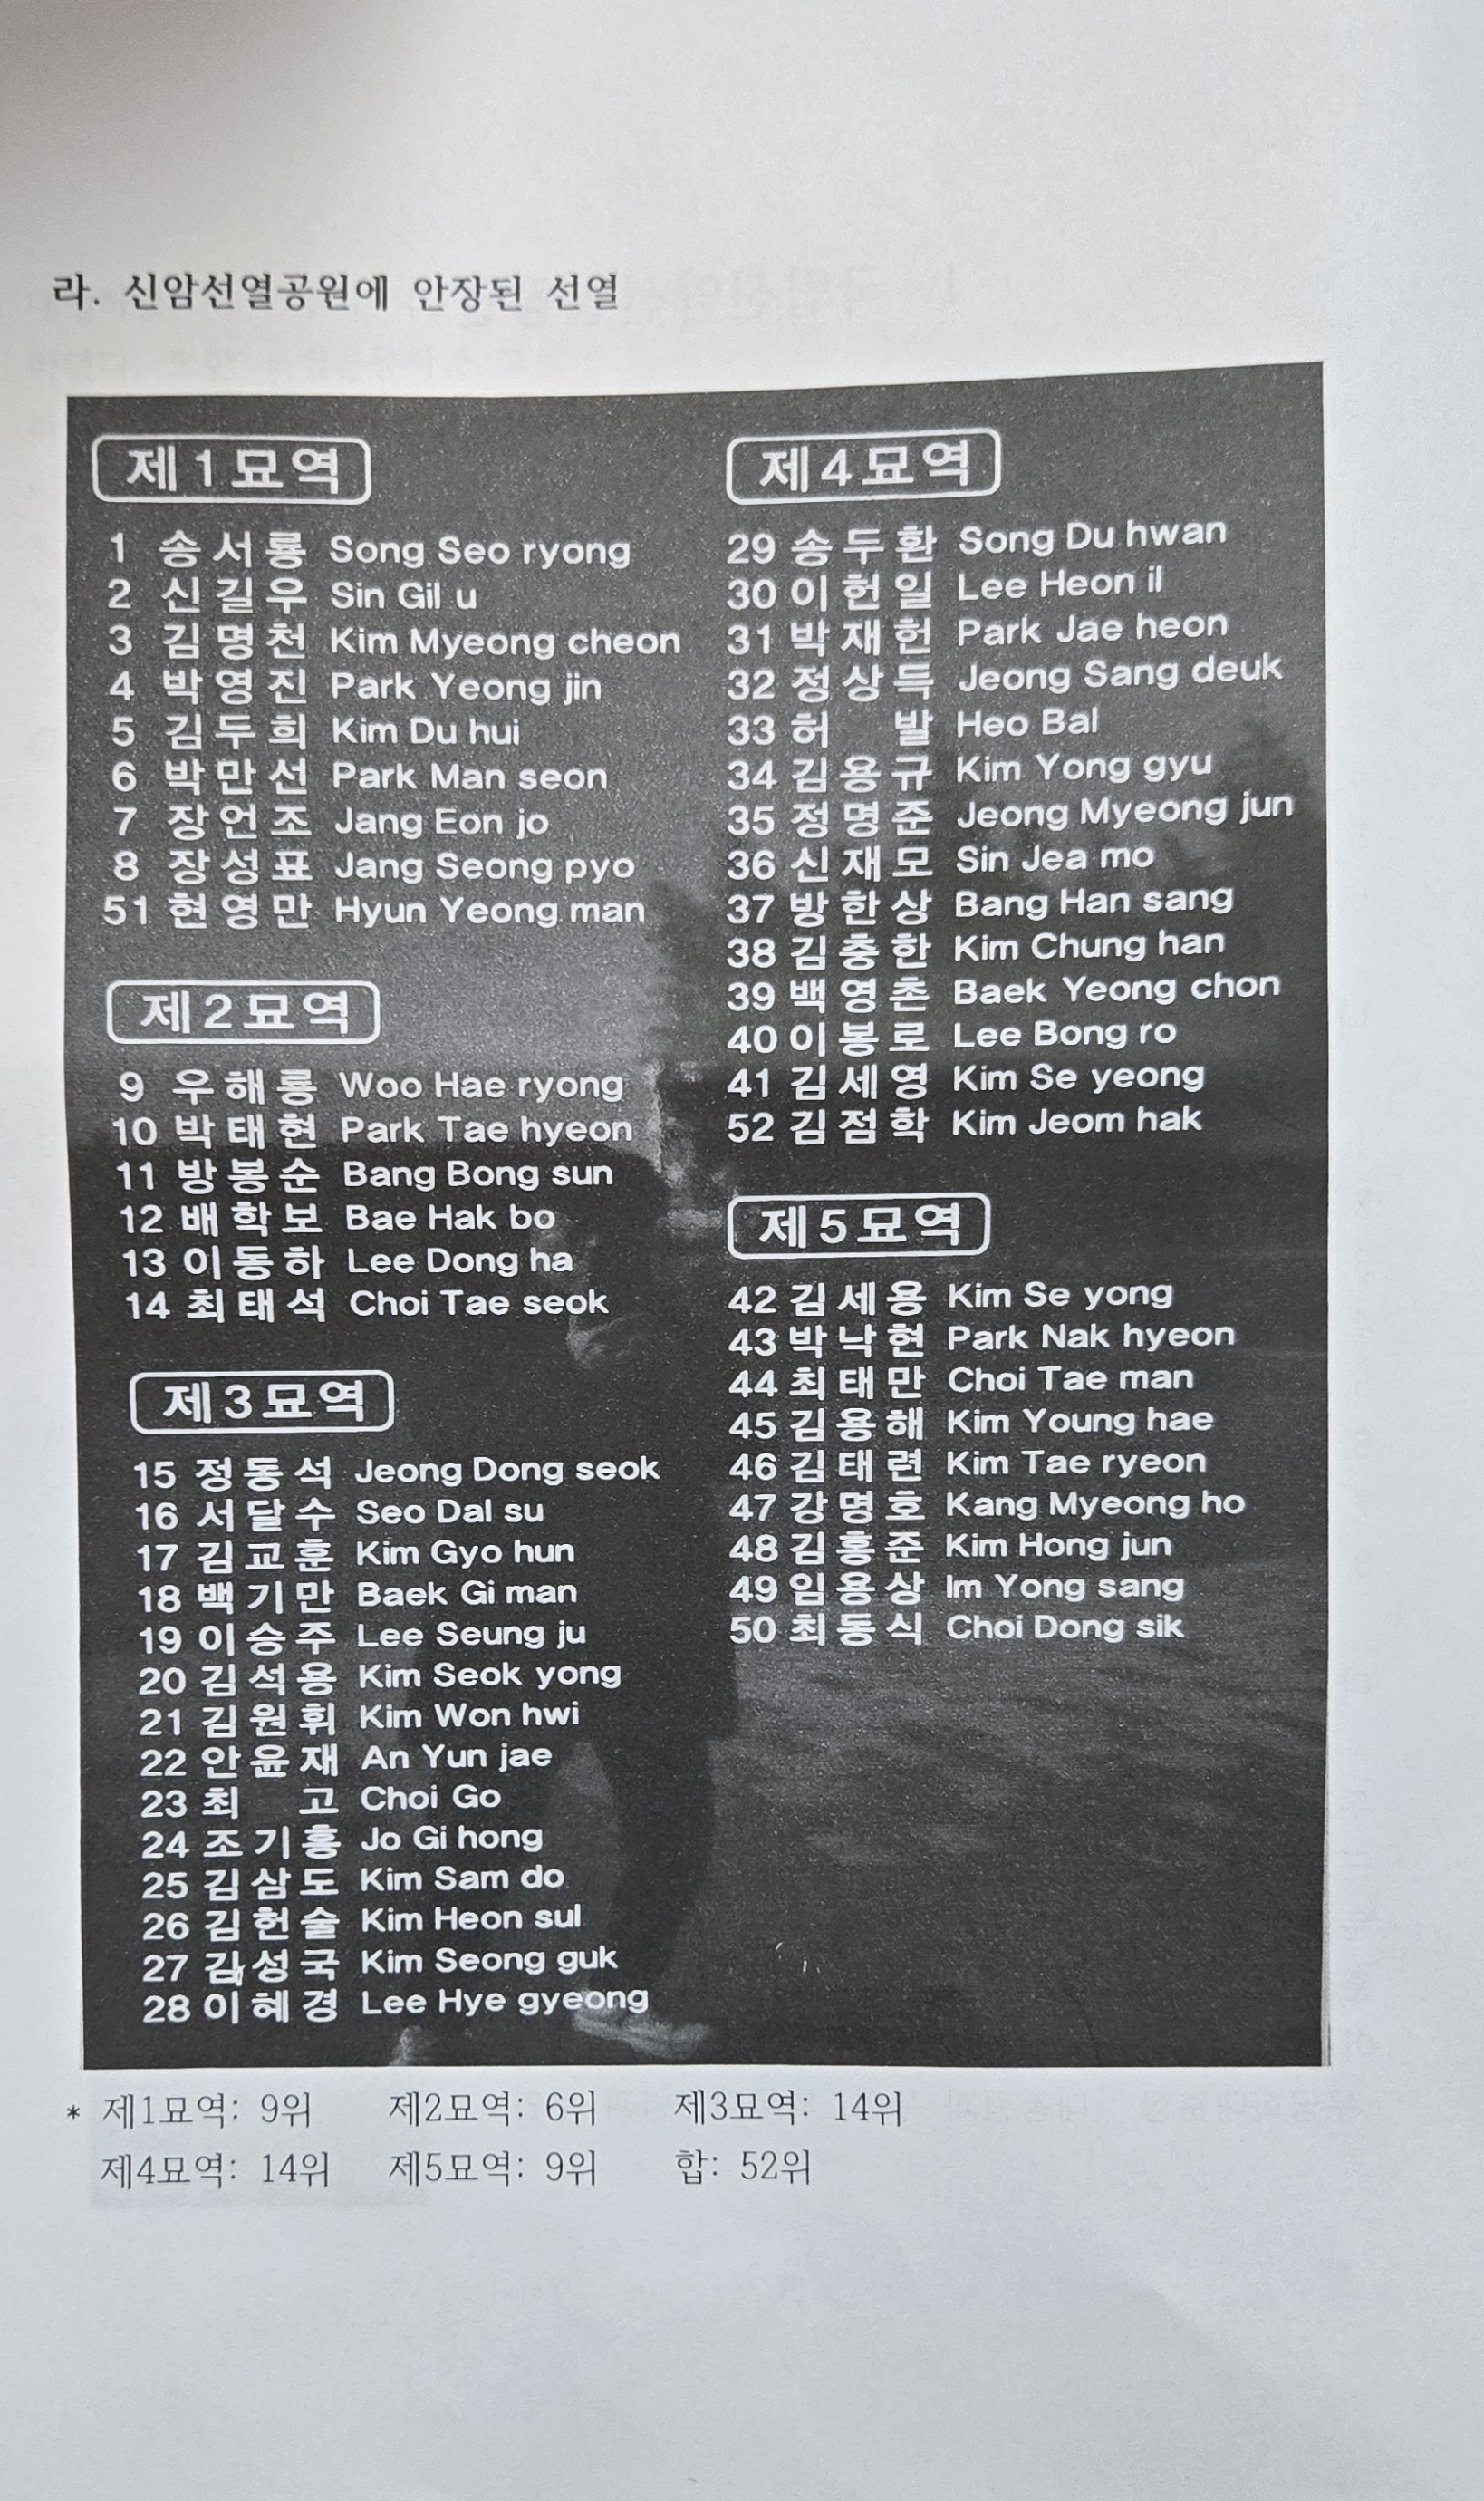 라. 신암선열공원에 안장된 선열
제1묘역
1 송서룡 Song Seo ryong
2 신길우 Sin Gil u
3 김명천 Kim Myeong cheon
4 박영진 Park Yeong jin
5 김두희 Kim Du hui
6 박만선 Park Man seon
7 장언조 Jang Eon jo
8 장성표 Jang Seong pyo
51 현영만 Hyun Yeong man
제2묘역
9 우해룡 Woo Hae ryong
10 박태현 Park Tae hyeon
11 방봉순 Bang Bong sun
12 배학보 Bae Hak bo
13 이동하 Lee Dong ha
14 최태석 Choi Tae seok
제3묘역
15 정동석 Jeong Dong seok
16 서달수 Seo Dal su
17 김교훈 Kim Gyo hun
18 백기만 Baek Gi man
19 이승주 Lee Seung ju
20 김석용 Kim Seok yong
21 김원휘 Kim Won hwi
22 안윤재 An Yun jae
23 최 고 Choi Go
24 조기홍 Jo Gi hong
25 김삼도 Kim Sam do
26 김헌술 Kim Heon sul
27 김성국 Kim Seong guk
28 이혜경 Lee Hye gyeong
제4묘역
29 송두환 Song Du hwan
30 이헌일 Lee Heon il
31 박재헌 Park Jae heon
32 정상득 Jeong Sang deuk
33 허 발 Heo Bal
34 김용규 Kim Yong gyu
35 정명준 Jeong Myeong jun
36 신재모 Sin Jea mo
37 방한상 Bang Han sang
38 김충한 Kim Chung han
39 백영촌 Baek Yeong chon
40 이봉로 Lee Bong ro
41 김세영 Kim Se yeong
52 김점학 Kim Jeom hak
제5묘역
42 김세용 Kim Se yong
43 박낙현 Park Nak hyeon
44 최태만 Choi Tae man
45 김용해 Kim Young hae
46 김태련 Kim Tae ryeon
47 강명호 Kang Myeong ho
48 김홍준 Kim Hong jun
49 임용상 Im Yong sang
50 최동식 Choi Dong sik
* 제1묘역: 9위 제2묘역: 6위 제3묘역: 14위
제4묘역: 14위 제5묘역: 9위 합: 52위